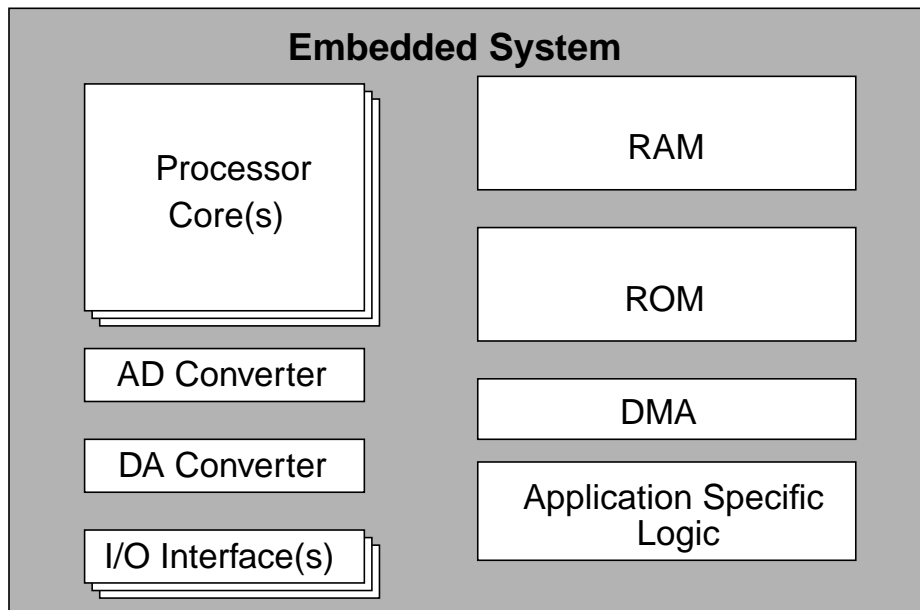 Embedded System
Processor
Core(s)
AD Converter
DA Converter
I/O Interface(s)
RAM
ROM
DMA
Application Specific
Logic